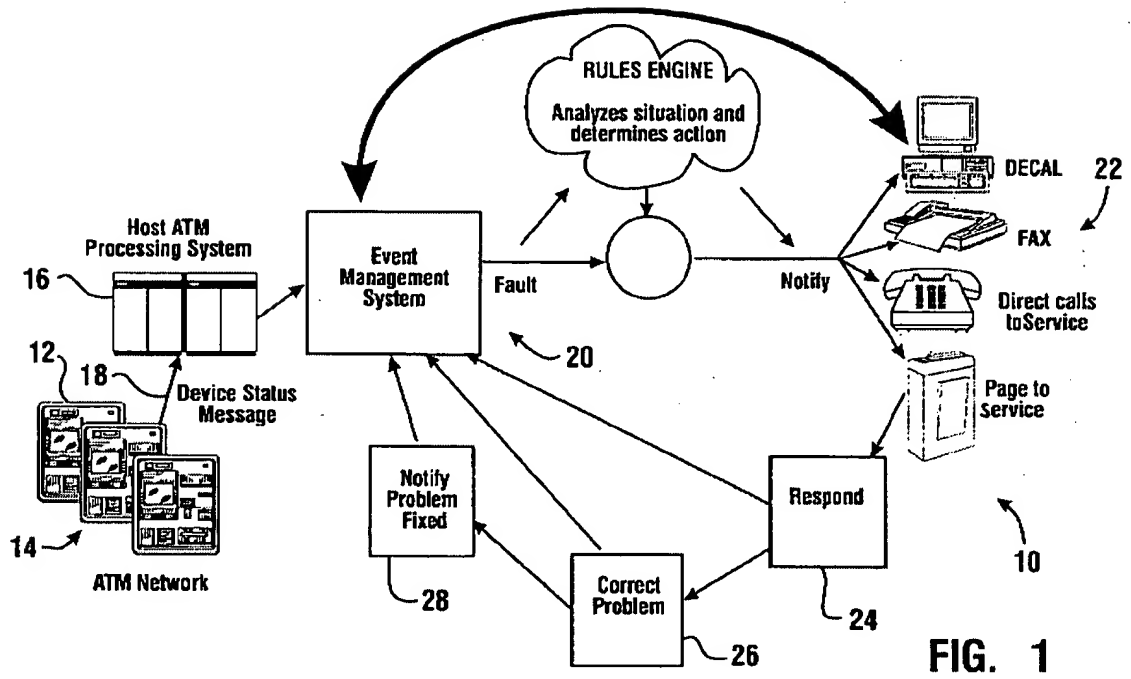 RULES ENGINE
Analyzes situation and
determines action
DECAL
22
FAX
Direct calls
toService
Page to
Service
Host ATM
Processing System
16
Event
Management
System
Fault
Notify
20
12
18
Device Status
Message
14
ATM Network
Notify
Problem
Fixed
28
Correct
Problem
26
Respond
24
10
FIG. 1